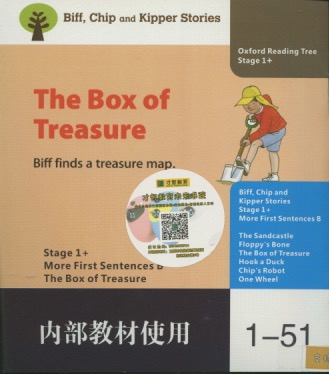 Biff, Chip and Kipper Stories
Oxford Reading Tree
Stage 1+
The Box of
Treasure
Biff finds a treasure map.
Biff, Chip and
Kipper Stories
Stage 1+
More First Sentences B
The Sandcastle
Floppy's Bone
The Box of Treasure
Hook a Duck
Chip's Robot
One Wheel
Stage 1+
More First Sentences B
The Box of Treasure
内部教材使用
1-51